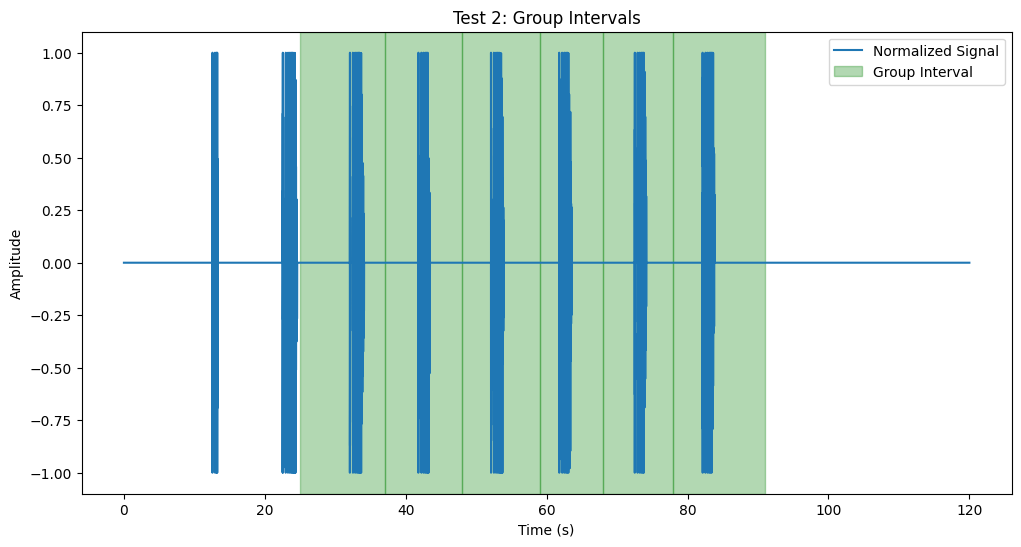 Test 2: Group Intervals
Normalized Signal
Group Interval
Amplitude
1.00
0.75
0.50
0.25
0.00
−0.25
−0.50
−0.75
−1.00
0 20 40 60 80 100 120
Time (s)